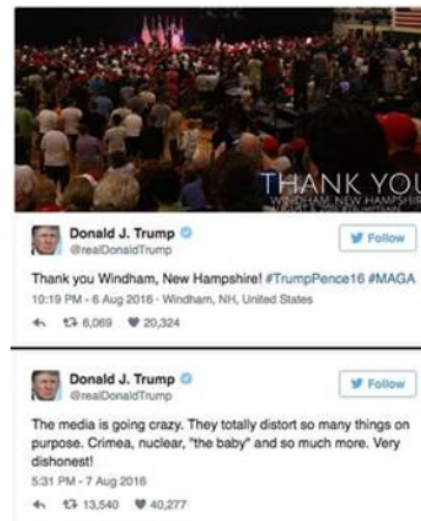 THANK YOU
WINDHAM, NEW HAMPSHIRE
Donald J. Trump
@realDonaldTrump
Follow
Thank you Windham, New Hampshire! #TrumpPence16 #MAGA
10:19 PM - 6 Aug 2016 · Windham, NH, United States
6,069 20,324
Donald J. Trump
@realDonaldTrump
Follow
The media is going crazy. They totally distort so many things on
purpose. Crimea, nuclear, "the baby" and so much more. Very
dishonest!
5:31 PM - 7 Aug 2016
13,540 40,277